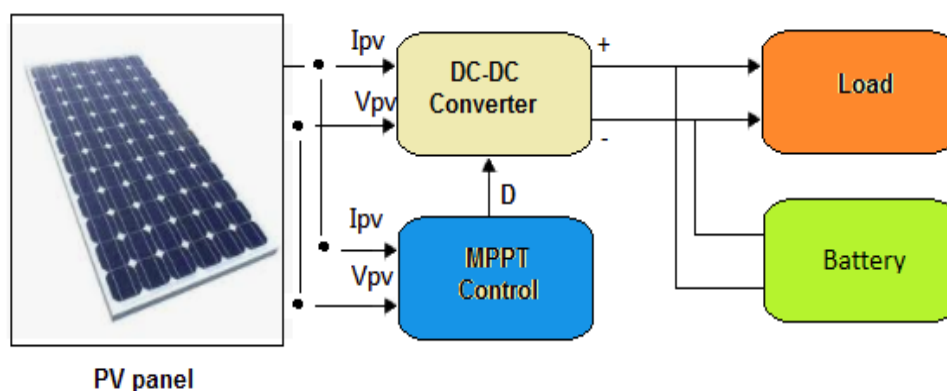 Ipv
Vpv
DC-DC
Converter
+
-
Load
D
Ipv
Vpv
MPPT
Control
Battery
PV panel